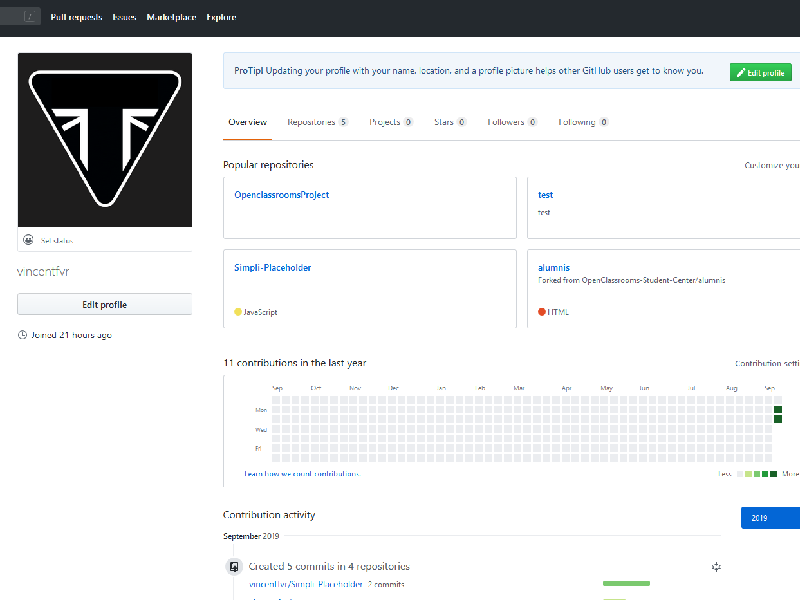 /
Pull requests Issues Marketplace Explore
ProTip! Updating your profile with your name, location, and a profile picture helps other GitHub users get to know you.
Edit profile
Overview Repositories 5 Projects 0 Stars 0 Followers 0 Following 0
Popular repositories
Customize you
OpenclassroomsProject
test
test
Simpli-Placeholder
JavaScript
alumnis
Forked from OpenClassrooms-Student-Center/alumnis
HTML
Set status
vincentfvr
Edit profile
Joined 21 hours ago
11 contributions in the last year
Contribution setti
Sep Oct Nov Dec Jan Feb Mar Apr May Jun Jul Aug Sep
Mon
Wed
Fri
Learn how we count contributions
Less More
Contribution activity
2019
September 2019
Created 5 commits in 4 repositories
vincentfvr/Simpli-Placeholder 2 commits